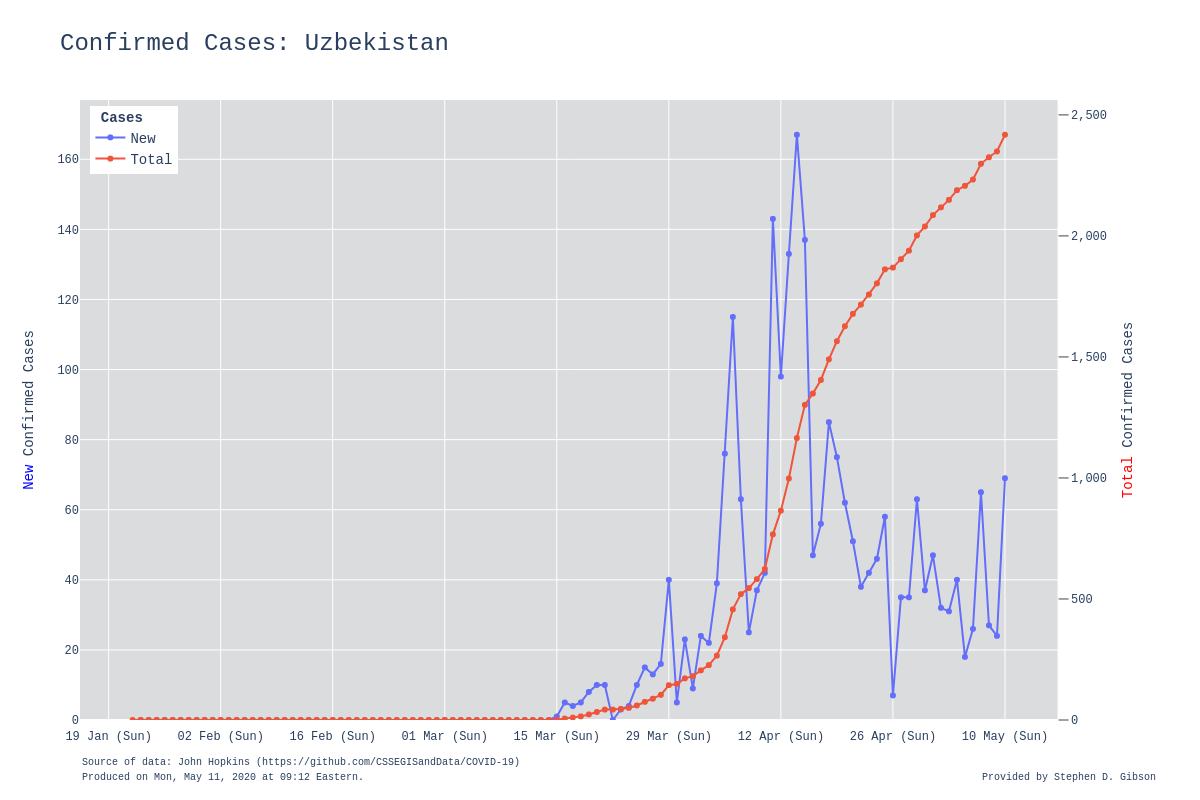 Confirmed Cases: Uzbekistan
Cases
New
Total
160
140
120
100
80
60
40
20
0
2,500
2,000
1,500
1,000
500
0
New Confirmed Cases
Total Confirmed Cases
19 Jan (Sun) 02 Feb (Sun) 16 Feb (Sun) 01 Mar (Sun) 15 Mar (Sun) 29 Mar (Sun) 12 Apr (Sun) 26 Apr (Sun) 10 May (Sun)
Source of data: John Hopkins (https://github.com/CSSEGISandData/COVID-19)
Produced on Mon, May 11, 2020 at 09:12 Eastern.
Provided by Stephen D. Gibson